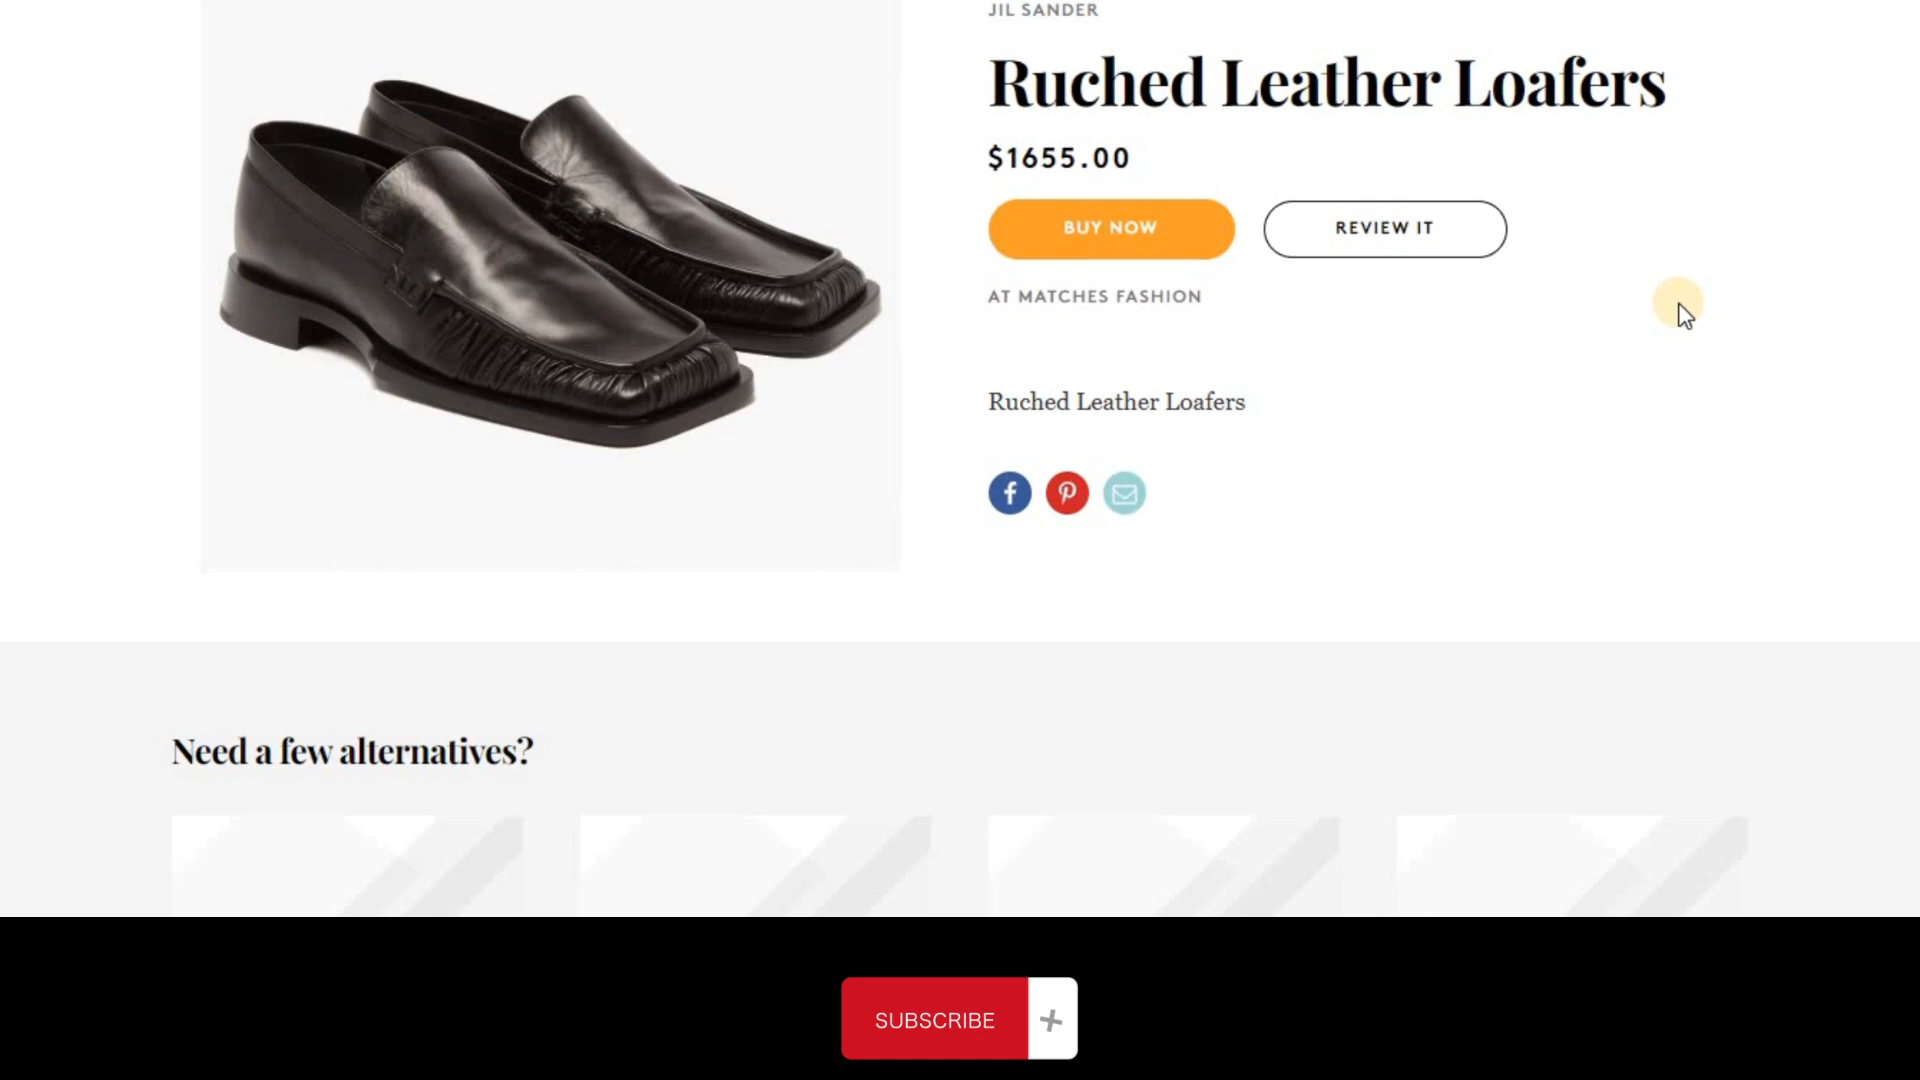 JIL SANDER
Ruched Leather Loafers
$1655.00
BUY NOW
REVIEW IT
AT MATCHES FASHION
Ruched Leather Loafers
Need a few alternatives?
SUBSCRIBE